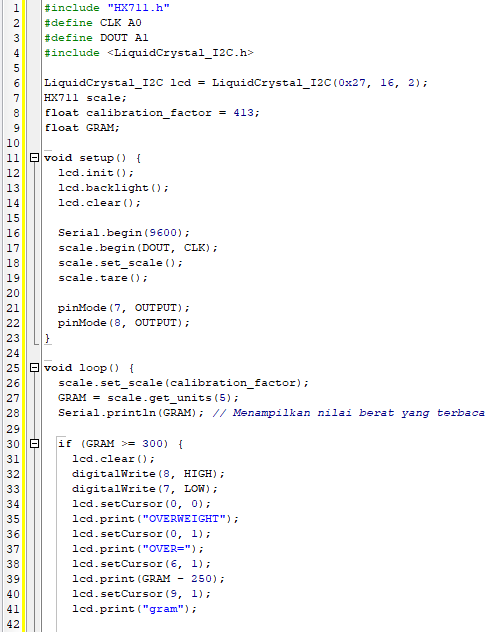 1 #include "HX711.h"
2 #define CLK A0
3 #define DOUT A1
4 #include <LiquidCrystal_I2C.h>
5
6 LiquidCrystal_I2C lcd = LiquidCrystal_I2C(0x27, 16, 2);
7 HX711 scale;
8 float calibration_factor = 413;
9 float GRAM;
10
11 void setup() {
12 lcd.init();
13 lcd.backlight();
14 lcd.clear();
15
16 Serial.begin(9600);
17 scale.begin(DOUT, CLK);
18 scale.set_scale();
19 scale.tare();
20
21 pinMode(7, OUTPUT);
22 pinMode(8, OUTPUT);
23 }
24
25 void loop() {
26 scale.set_scale(calibration_factor);
27 GRAM = scale.get_units(5);
28 Serial.println(GRAM); // Menampilkan nilai berat yang terbaca
29
30 if (GRAM >= 300) {
31 lcd.clear();
32 digitalWrite(8, HIGH);
33 digitalWrite(7, LOW);
34 lcd.setCursor(0, 0);
35 lcd.print("OVERWEIGHT");
36 lcd.setCursor(0, 1);
37 lcd.print("OVER=");
38 lcd.setCursor(6, 1);
39 lcd.print(GRAM - 250);
40 lcd.setCursor(9, 1);
41 lcd.print("gram");
42